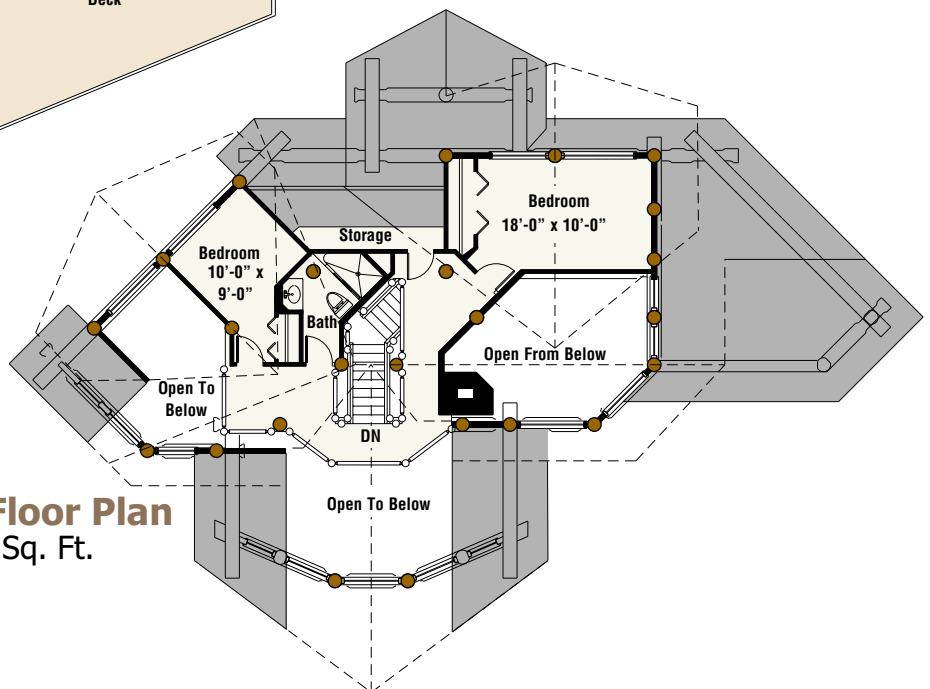 Deck
Bedroom
18'-0" x 10'-0"
Storage
Bedroom
10'-0" x
9'-0"
Bath
Open From Below
Open To
Below
DN
Open To Below
Floor Plan
Sq. Ft.